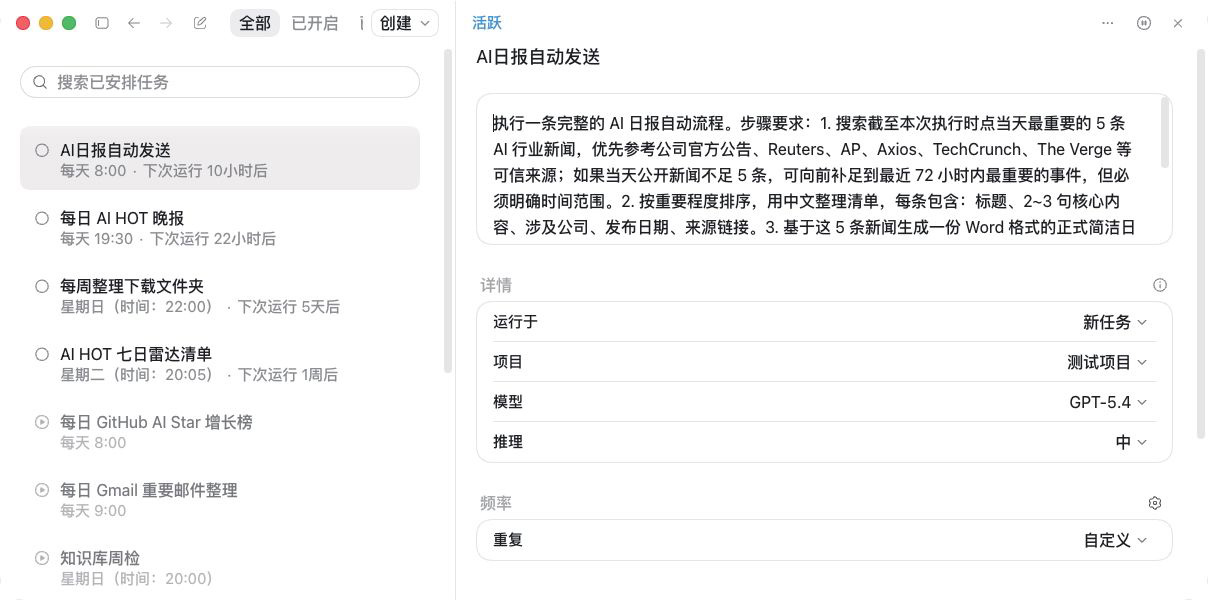 全部
已开启
创建
搜索已安排任务
AI日报自动发送
每天 8:00 · 下次运行 10小时后
每日 AI HOT 晚报
每天 19:30 · 下次运行 22小时后
每周整理下载文件夹
星期日（时间：22:00） · 下次运行 5天后
AI HOT 七日雷达清单
星期二（时间：20:05） · 下次运行 1周后
每日 GitHub AI Star 增长榜
每天 8:00
每日 Gmail 重要邮件整理
每天 9:00
知识库周检
星期日（时间：20:00）
活跃
AI日报自动发送
执行一条完整的 AI 日报自动流程。步骤要求：1. 搜索截至本次执行时点当天最重要的 5 条
AI 行业新闻，优先参考公司官方公告、Reuters、AP、Axios、TechCrunch、The Verge 等
可信来源；如果当天公开新闻不足 5 条，可向前补足到最近 72 小时内最重要的事件，但必
须明确时间范围。2. 按重要程度排序，用中文整理清单，每条包含：标题、2~3 句核心内
容、涉及公司、发布日期、来源链接。3. 基于这 5 条新闻生成一份 Word 格式的正式简洁日
详情
运行于
新任务
项目
测试项目
模型
GPT-5.4
推理
中
频率
重复
自定义